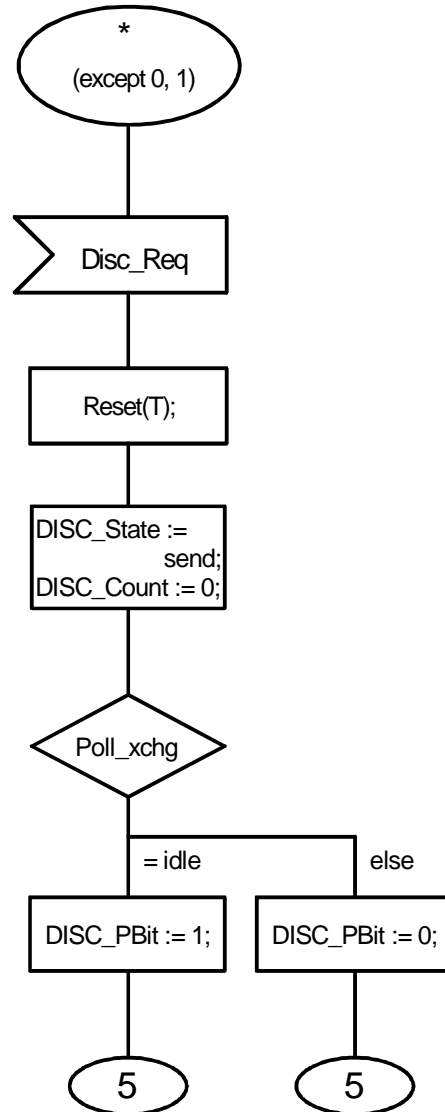 *
(except 0, 1)
Disc_Req
Reset(T);
DISC_State :=
send;
DISC_Count := 0;
Poll_xchg
= idle
else
DISC_PBit := 1;
DISC_PBit := 0;
5
5